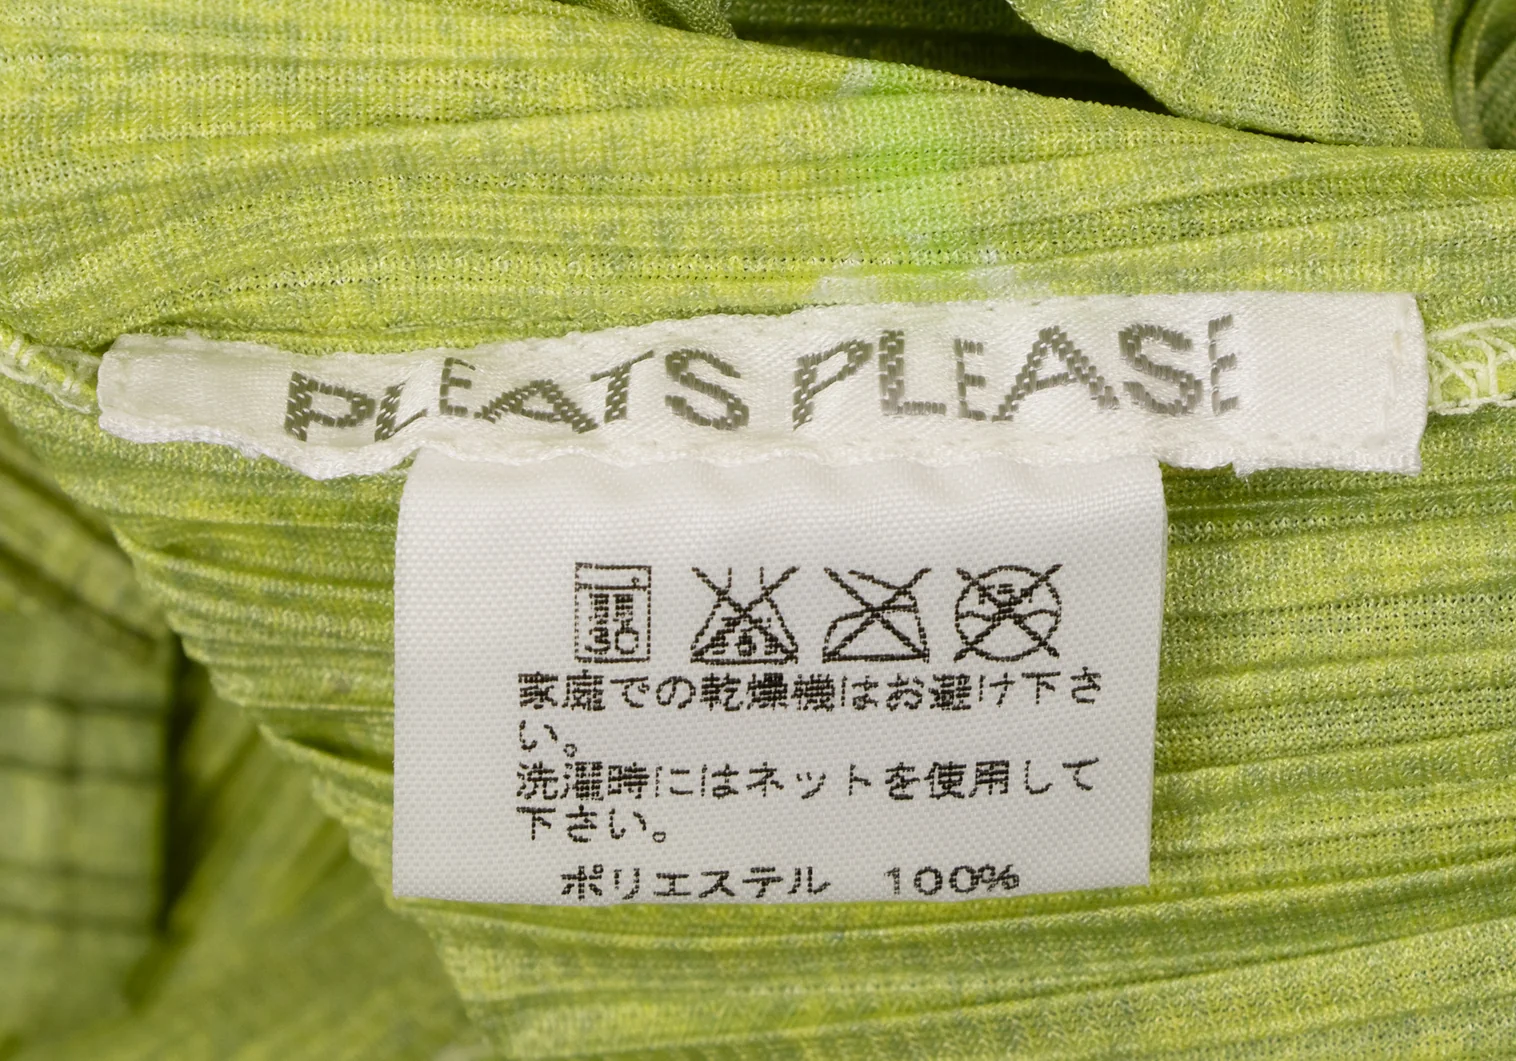 PLEATS PLEASE
家庭での乾燥機はお避け下さ
い。
洗濯時にはネットを使用して
下さい。
ポリエステル 100%